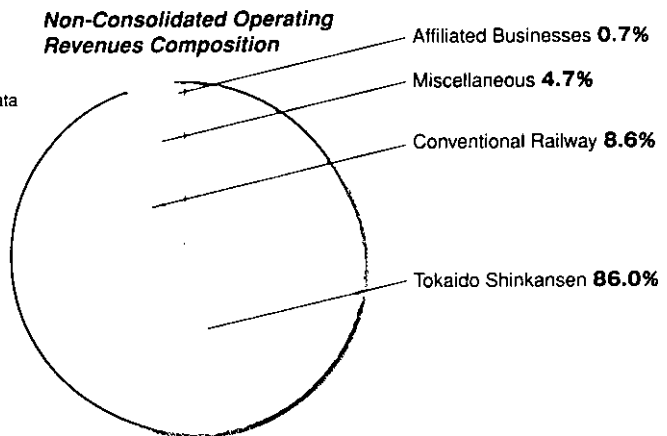 Non-Consolidated Operating
Revenues Composition
Affiliated Businesses 0.7%
ata
Miscellaneous 4.7%
Conventional Railway 8.6%
Tokaido Shinkansen 86.0%